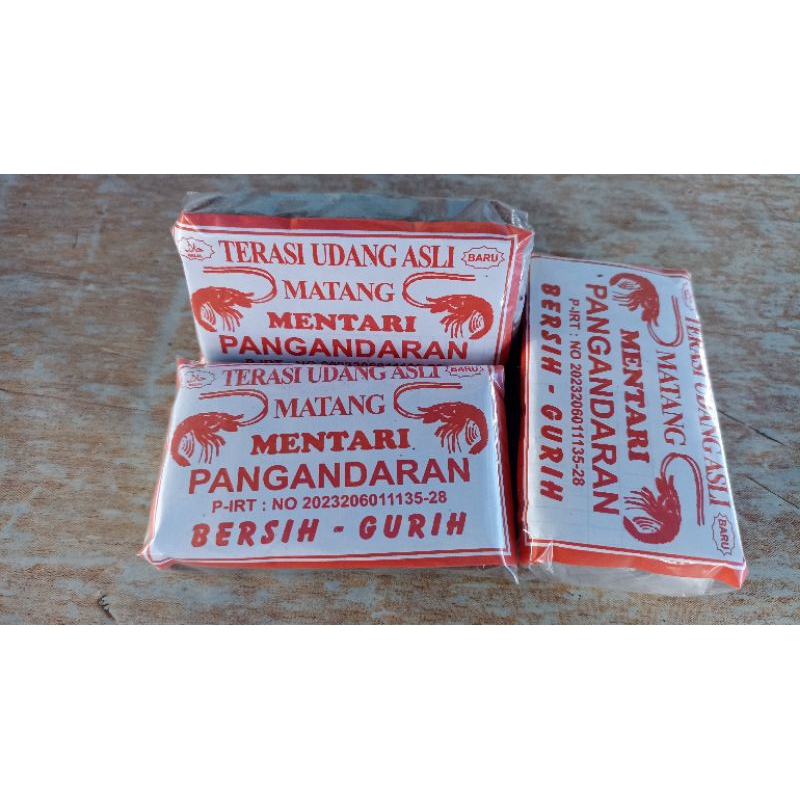 TERASI UDANG ASLI
BARU
MATANG
MENTARI
PANGANDARAN
TERASI UDANG ASLI
BARU
MATANG
MENTARI
PANGANDARAN
P-IRT : NO 2023206011135-28
BERSIH - GURIH
TERASI UDANG ASLI
BARU
MATANG
MENTARI
PANGANDARAN
P-IRT : NO 2023206011135-28
BERSIH - GURIH